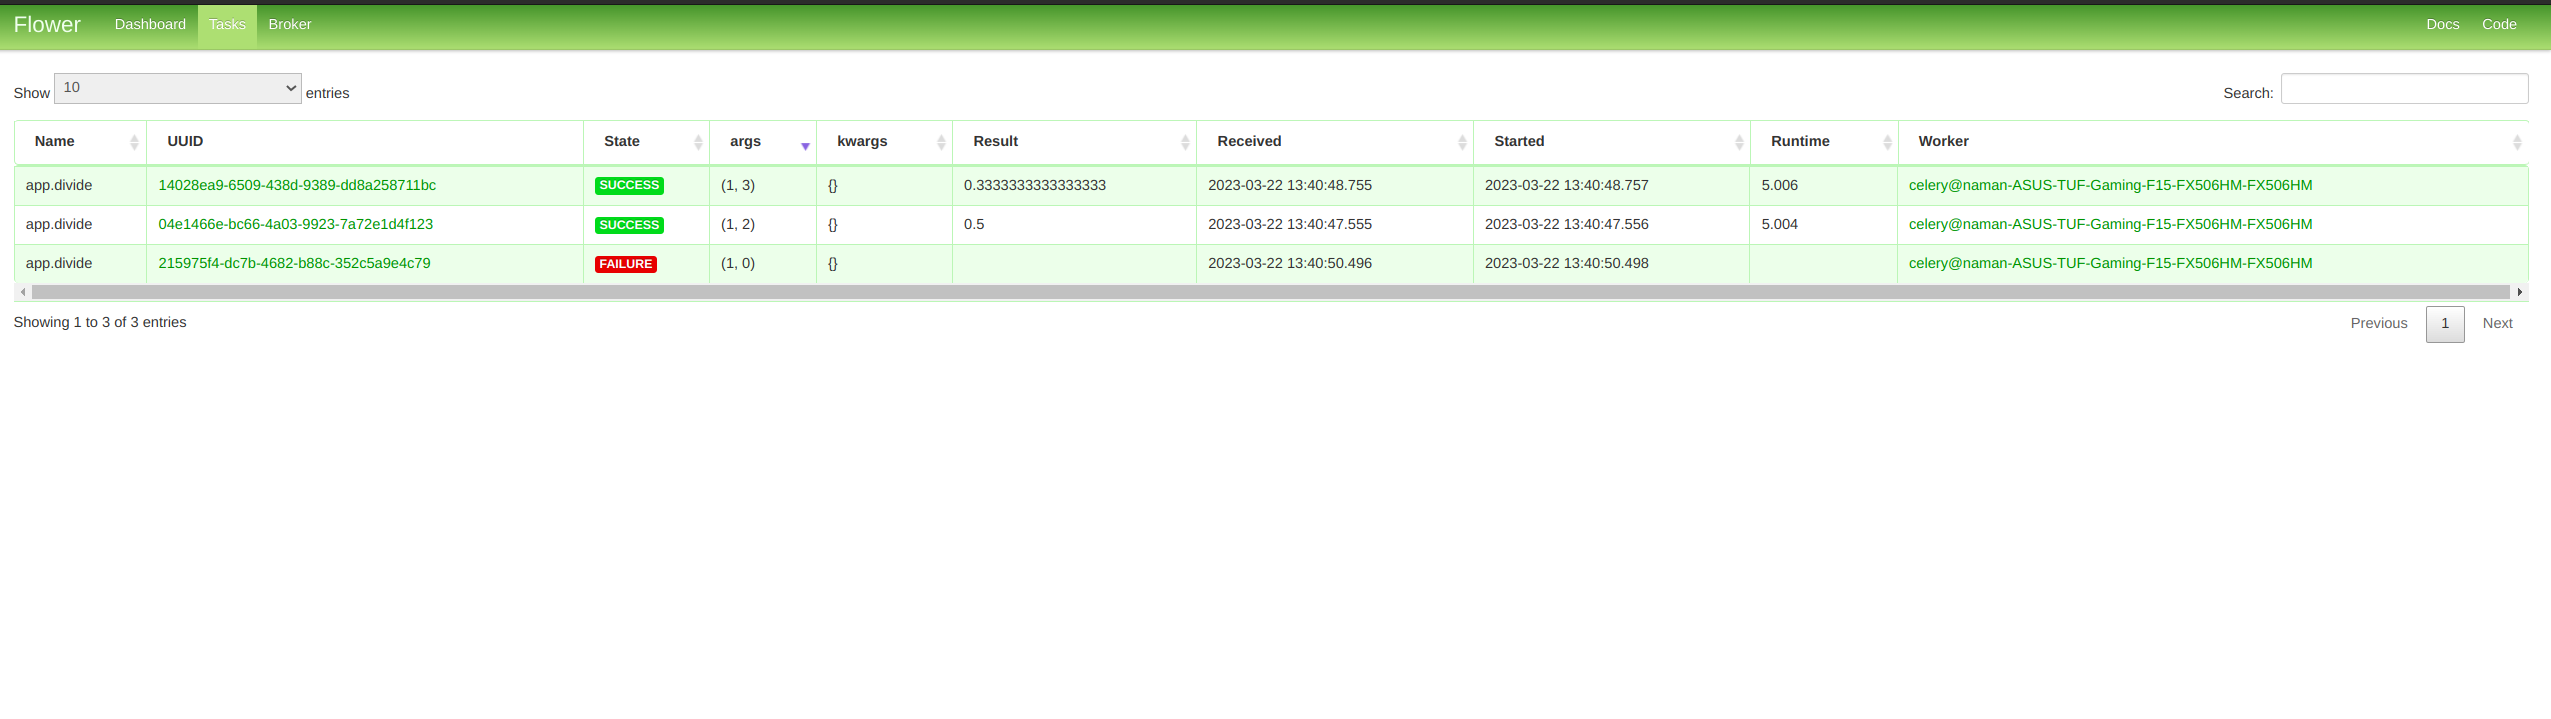 Flower Dashboard Tasks Broker Docs Code
Show 10 entries Search:
Name UUID State args kwargs Result Received Started Runtime Worker
app.divide 14028ea9-6509-438d-9389-dd8a258711bc SUCCESS (1, 3) {} 0.3333333333333333 2023-03-22 13:40:48.755 2023-03-22 13:40:48.757 5.006 celery@naman-ASUS-TUF-Gaming-F15-FX506HM-FX506HM
app.divide 04e1466e-bc66-4a03-9923-7a72e1d4f123 SUCCESS (1, 2) {} 0.5 2023-03-22 13:40:47.555 2023-03-22 13:40:47.556 5.004 celery@naman-ASUS-TUF-Gaming-F15-FX506HM-FX506HM
app.divide 215975f4-dc7b-4682-b88c-352c5a9e4c79 FAILURE (1, 0) {} 2023-03-22 13:40:50.496 2023-03-22 13:40:50.498 celery@naman-ASUS-TUF-Gaming-F15-FX506HM-FX506HM
Showing 1 to 3 of 3 entries Previous 1 Next